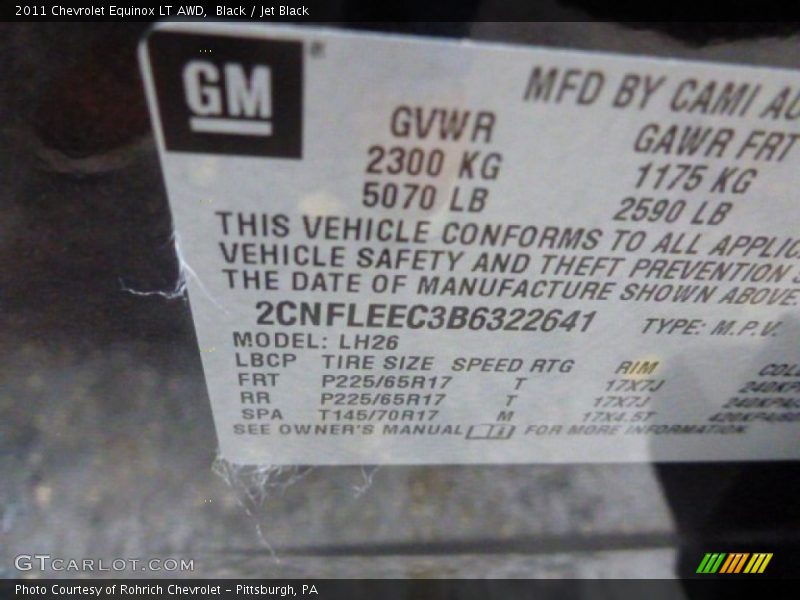 2011 Chevrolet Equinox LT AWD, Black / Jet Black
GM
MFD BY CAMI
GVWR GAWR FRT
2300 KG 1175 KG
5070 LB 2590 LB
THIS VEHICLE CONFORMS TO ALL
VEHICLE SAFETY AND THEFT PREVENTION
THE DATE OF MANUFACTURE SHOWN ABOVE
2CNFLEEC3B6322641 TYPE: M.P.V.
MODEL: LH26
LBCP TIRE SIZE SPEED RTG RIM
FRT P225/65R17 T 17X7J
RR P225/65R17 T 17X7J
SPA T145/70R17 M 17X4.5T
SEE OWNER'S MANUAL FOR MORE INFORMATION
GTCARLOT.COM
Photo Courtesy of Rohrich Chevrolet – Pittsburgh, PA